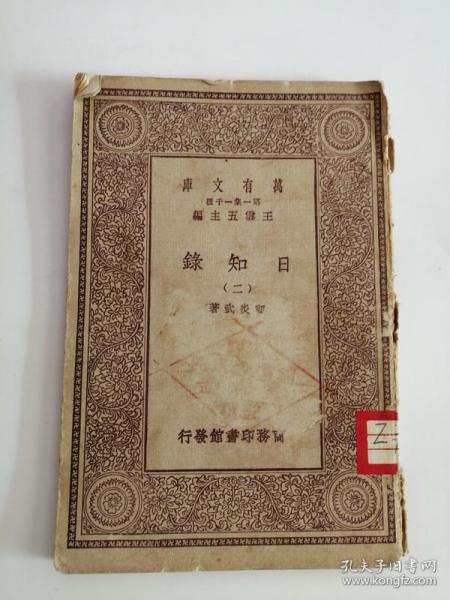 萬有文庫
第一集一千種
王雲五主編
日知錄
（二）
顧炎武著
商務印書館發行
Z
孔夫子旧书网
kongfz.com